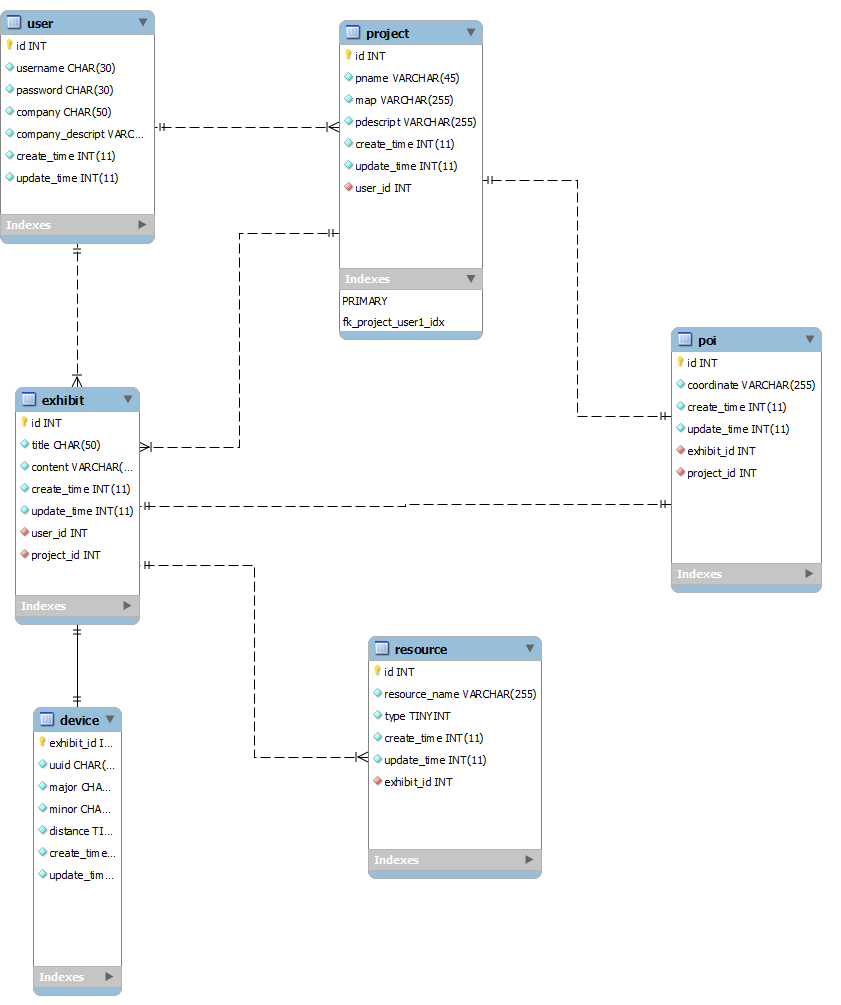 user
id INT
username CHAR(30)
password CHAR(30)
company CHAR(50)
company_descript VARC...
create_time INT(11)
update_time INT(11)
Indexes
project
id INT
pname VARCHAR(45)
map VARCHAR(255)
pdescript VARCHAR(255)
create_time INT(11)
update_time INT(11)
user_id INT
Indexes
PRIMARY
fk_project_user1_idx
poi
id INT
coordinate VARCHAR(255)
create_time INT(11)
update_time INT(11)
exhibit_id INT
project_id INT
Indexes
exhibit
id INT
title CHAR(50)
content VARCHAR(...
create_time INT(11)
update_time INT(11)
user_id INT
project_id INT
Indexes
resource
id INT
resource_name VARCHAR(255)
type TINYINT
create_time INT(11)
update_time INT(11)
exhibit_id INT
Indexes
device
exhibit_id I...
uuid CHAR(...
major CHA...
minor CHA...
distance TI...
create_time...
update_tim...
Indexes